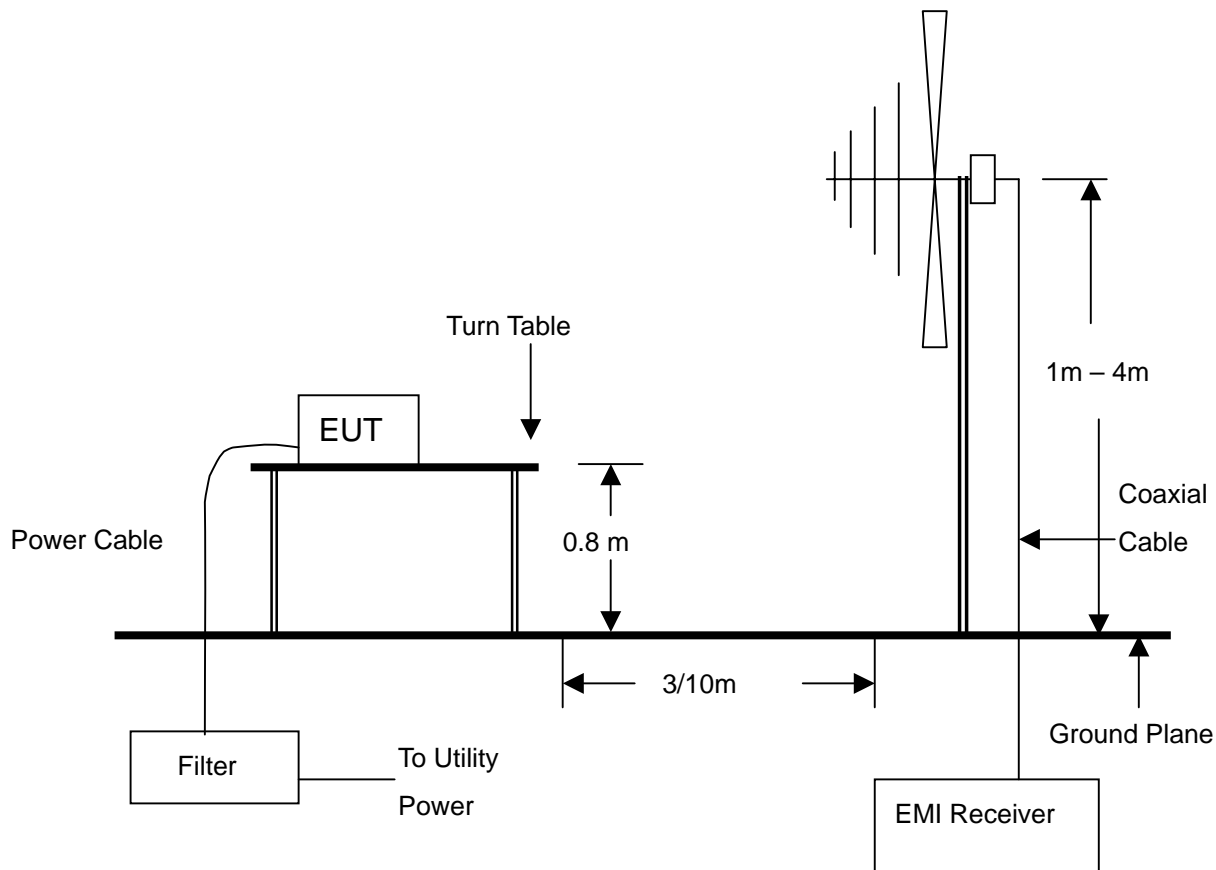 Turn Table
1m – 4m
EUT
Coaxial
Cable
Power Cable
0.8 m
3/10m
Ground Plane
Filter
To Utility
Power
EMI Receiver